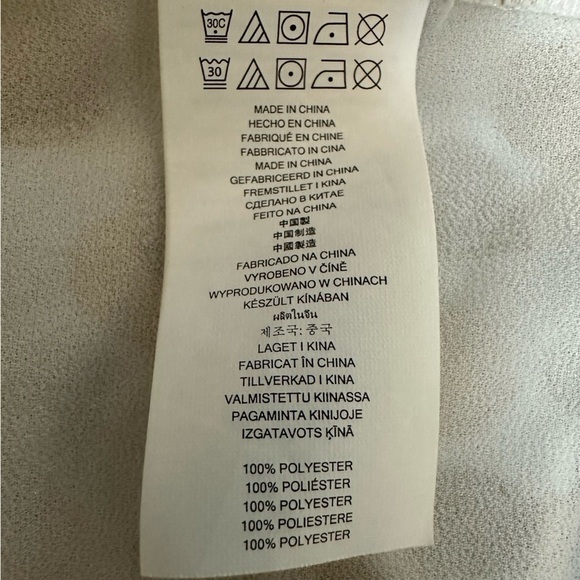 30C
30
MADE IN CHINA
HECHO EN CHINA
FABRIQUÉ EN CHINE
FABBRICATO IN CINA
MADE IN CHINA
GEFABRICEERD IN CHINA
FREMSTILLET I KINA
СДЕЛАНО В КИТАЕ
FEITO NA CHINA
中国製
中国制造
中國製造
FABRICADO NA CHINA
VYROBENO V ČÍNĚ
WYPRODUKOWANO W CHINACH
KÉSZÜLT KÍNÁBAN
ผลิตในจีน
제조국: 중국
LAGET I KINA
FABRICAT ÎN CHINA
TILLVERKAD I KINA
VALMISTETTU KIINASSA
PAGAMINTA KINIJOJE
IZGATAVOTS ĶĪNĀ
100% POLYESTER
100% POLIÉSTER
100% POLYESTER
100% POLIESTERE
100% POLYESTER